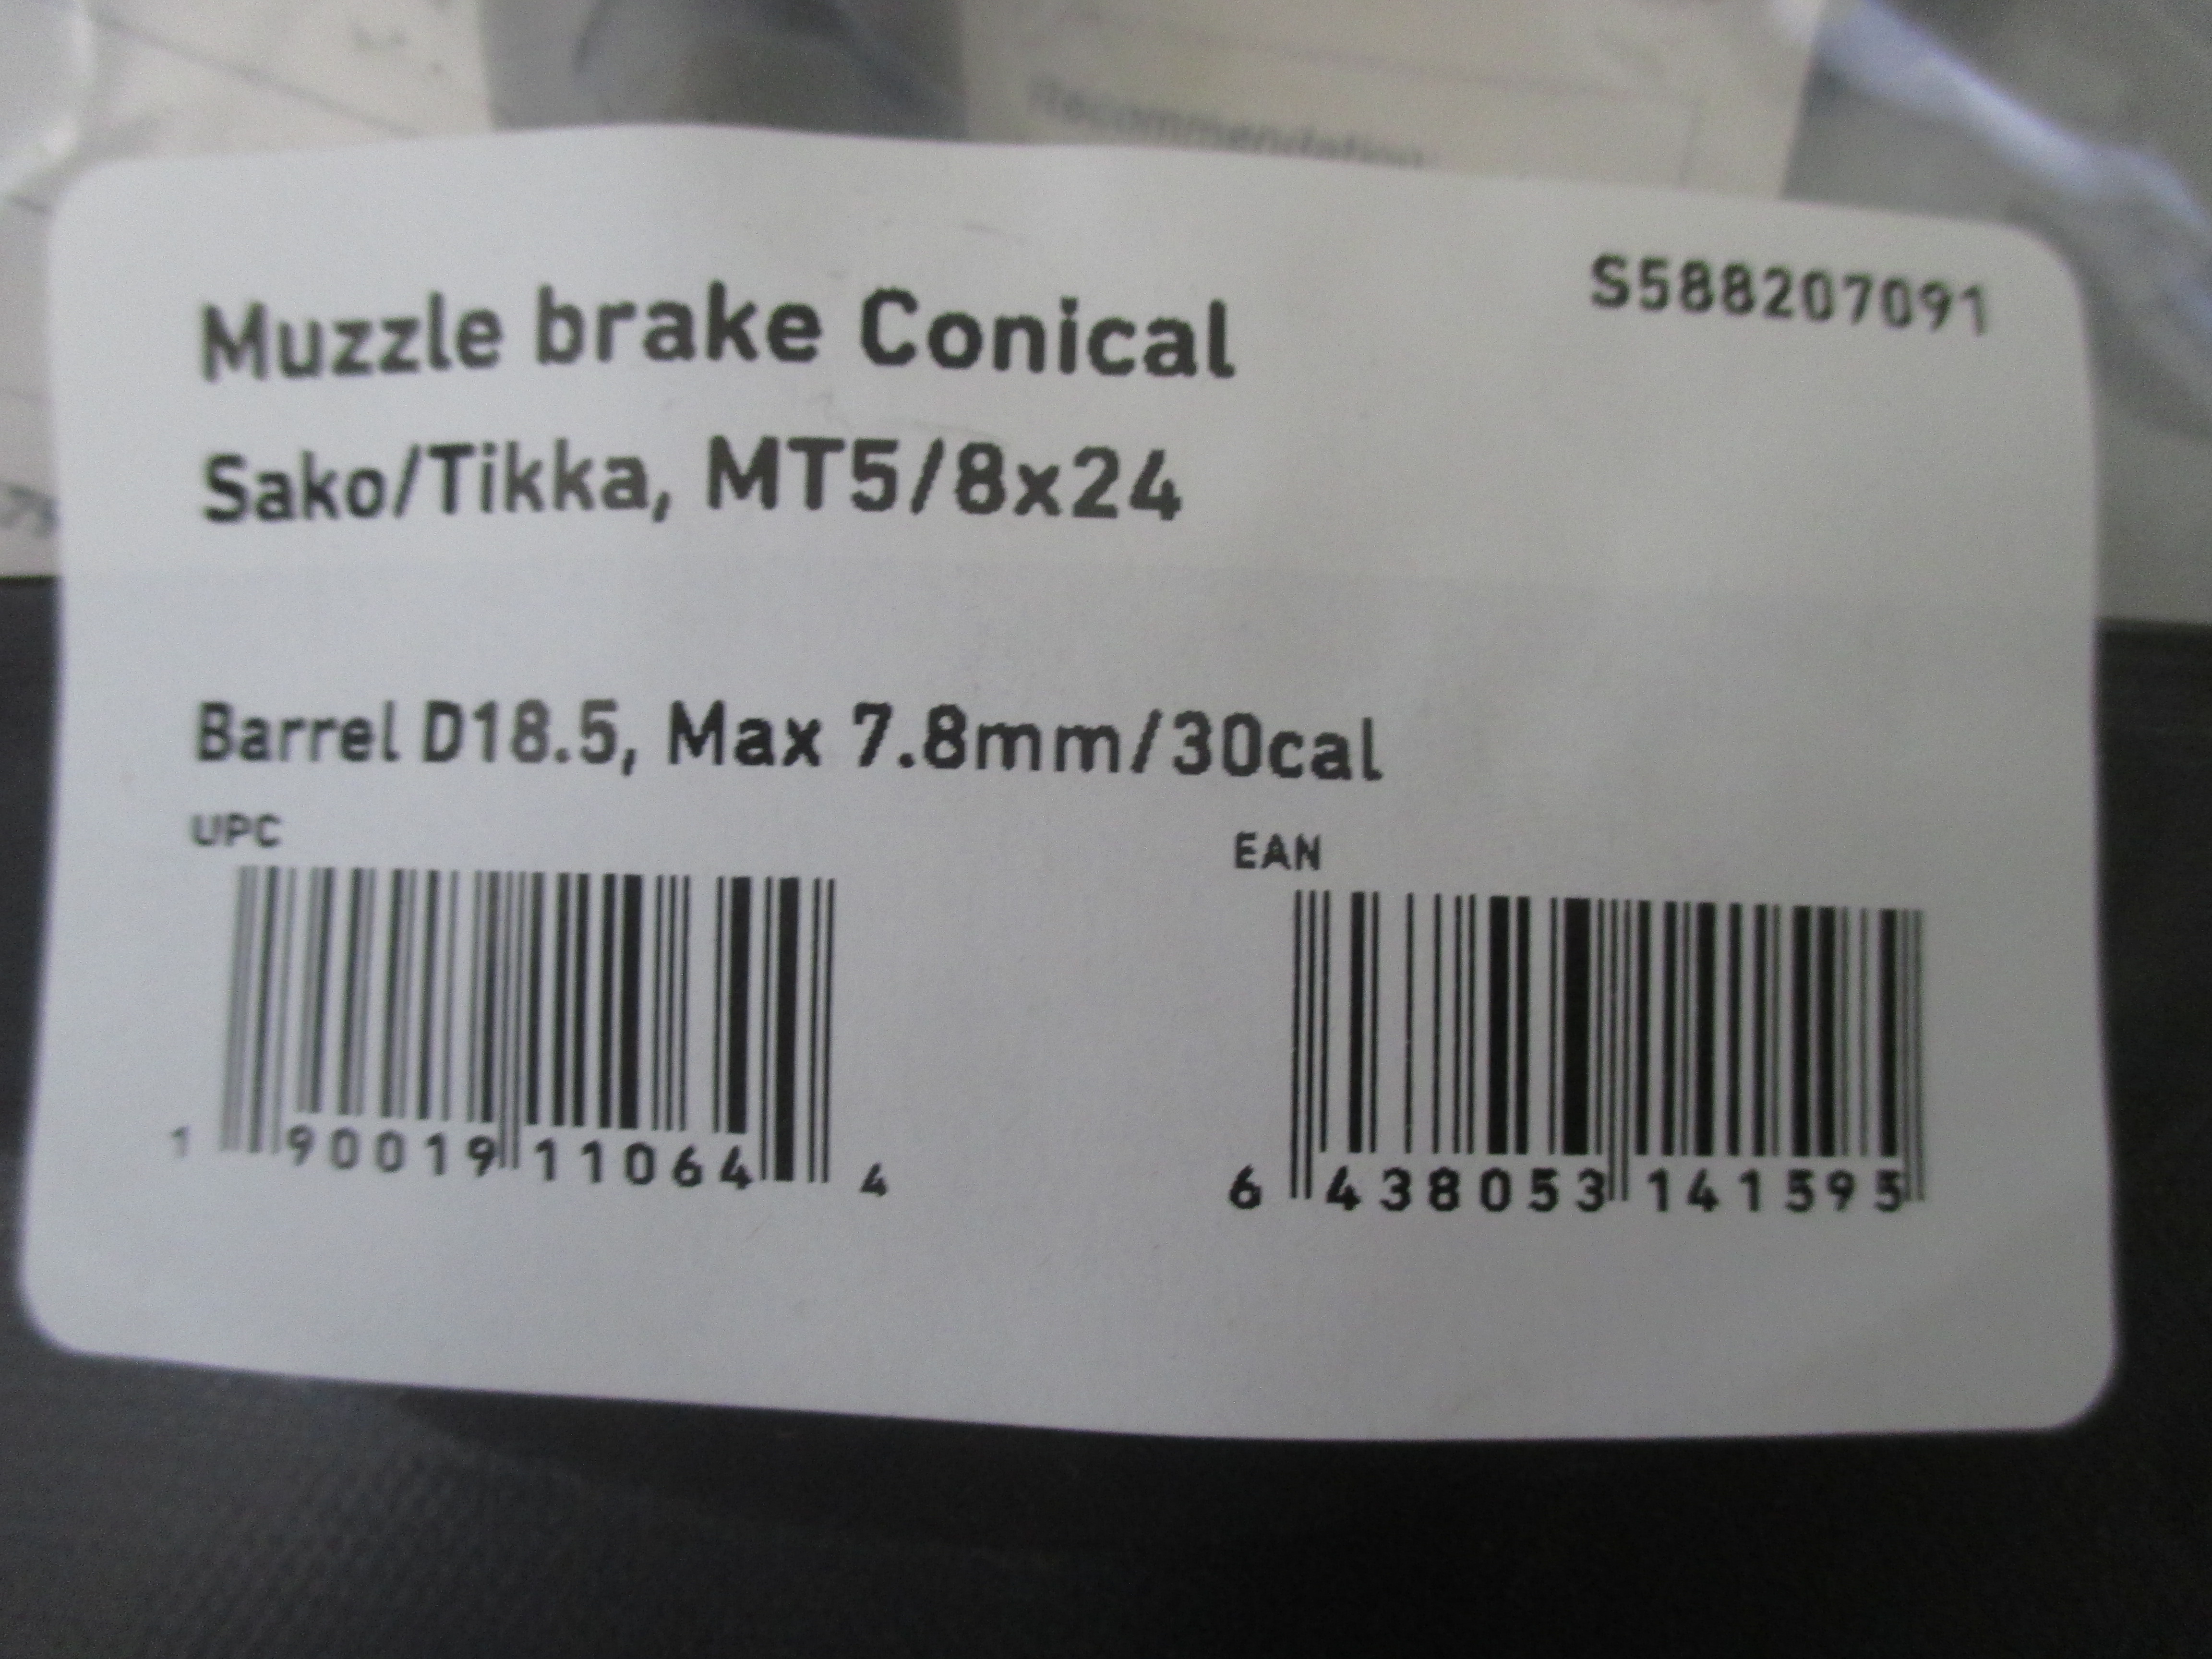 Recommendation:
S588207091
Muzzle brake Conical
Sako/Tikka, MT5/8x24
Barrel D18.5, Max 7.8mm/30cal
UPC
EAN
1 90019 11064 4
6 438053 141595